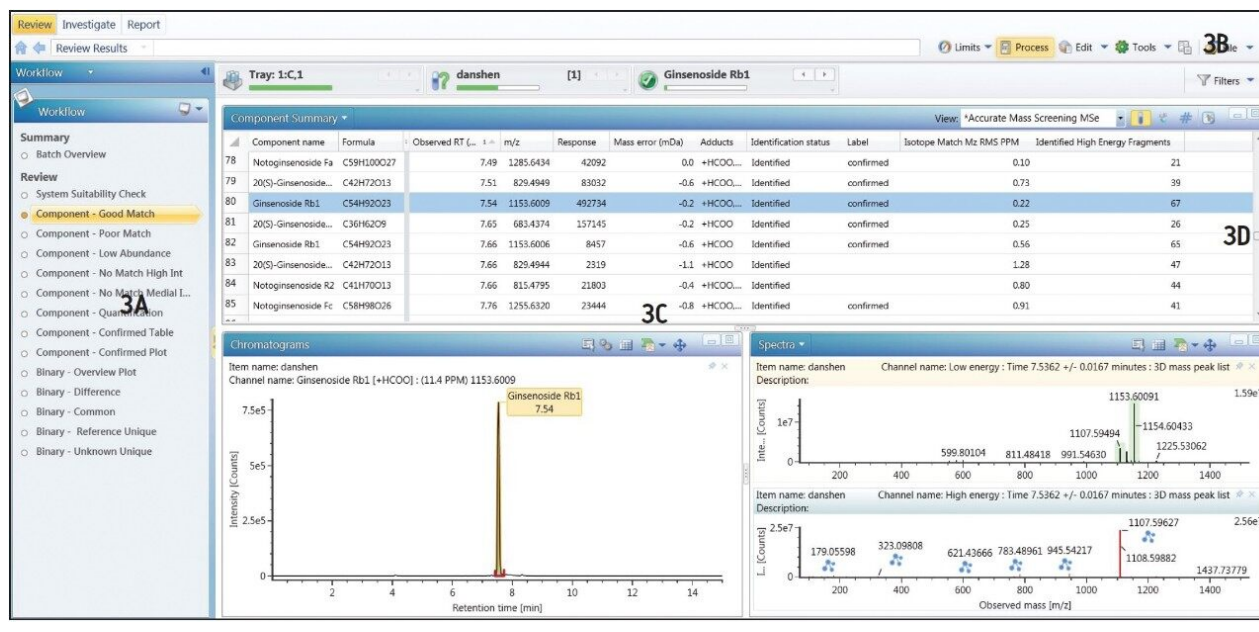 Review Investigate Report
Review Results Limits Process Edit Tools 3B
Workflow Tray: 1:C,1 danshen [1] Ginsenoside Rb1 Filters
Workflow
Summary
Batch Overview
Review
System Suitability Check
Component - Good Match
Component - Poor Match
Component - Low Abundance
Component - No Match High Int
Component - No Match Medial I...
3A
Component - Quantification
Component - Confirmed Table
Component - Confirmed Plot
Binary - Overview Plot
Binary - Difference
Binary - Common
Binary - Reference Unique
Binary - Unknown Unique
Component Summary View: *Accurate Mass Screening MSe
Component name Formula Observed RT (... 1 m/z Response Mass error (mDa) Adducts Identification status Label Isotope Match Mz RMS PPM Identified High Energy Fragments
78 Notoginsenoside Fa C59H100O27 7.49 1285.6434 42092 0.0 +HCOO,... Identified confirmed 0.10 21
79 20(S)-Ginsenoside... C42H72O13 7.51 829.4949 83032 -0.6 +HCOO,... Identified confirmed 0.73 39
80 Ginsenoside Rb1 C54H92O23 7.54 1153.6009 492734 -0.2 +HCOO,... Identified confirmed 0.22 67
81 20(S)-Ginsenoside... C36H62O9 7.65 683.4374 157145 -0.2 +HCOO Identified confirmed 0.25 26
82 Ginsenoside Rb1 C54H92O23 7.66 1153.6006 8457 -0.6 +HCOO,... Identified confirmed 0.56 65
3D
83 20(S)-Ginsenoside... C42H72O13 7.66 829.4944 2319 -1.1 +HCOO Identified 1.28 47
84 Notoginsenoside R2 C41H70O13 7.66 815.4795 21803 -0.4 +HCOO,... Identified 0.80 44
85 Notoginsenoside Fc C58H98O26 7.76 1255.6320 23444 -0.8 +HCOO,... Identified confirmed 0.91 41
3C
Chromatograms
Item name: danshen
Channel name: Ginsenoside Rb1 [+HCOO] : (11.4 PPM) 1153.6009
Ginsenoside Rb1
7.54
7.5e5
5e5
2.5e5
0
Intensity [Counts]
2 4 6 8 10 12 14
Retention time [min]
Spectra
Item name: danshen Channel name: Low energy : Time 7.5362 +/- 0.0167 minutes : 3D mass peak list
Description:
1153.60091 1.59e
1e7
0
Inte... [Counts]
1107.59494 1154.60433
599.80104 811.48418 991.54630 1225.53062
200 400 600 800 1000 1200 1400
Item name: danshen Channel name: High energy : Time 7.5362 +/- 0.0167 minutes : 3D mass peak list
Description:
2.5e7
0
I... [Counts]
1107.59627 2.56e
179.05598 323.09808 621.43666 783.48961 945.54217 1108.59882
1437.73779
200 400 600 800 1000 1200 1400
Observed mass [m/z]